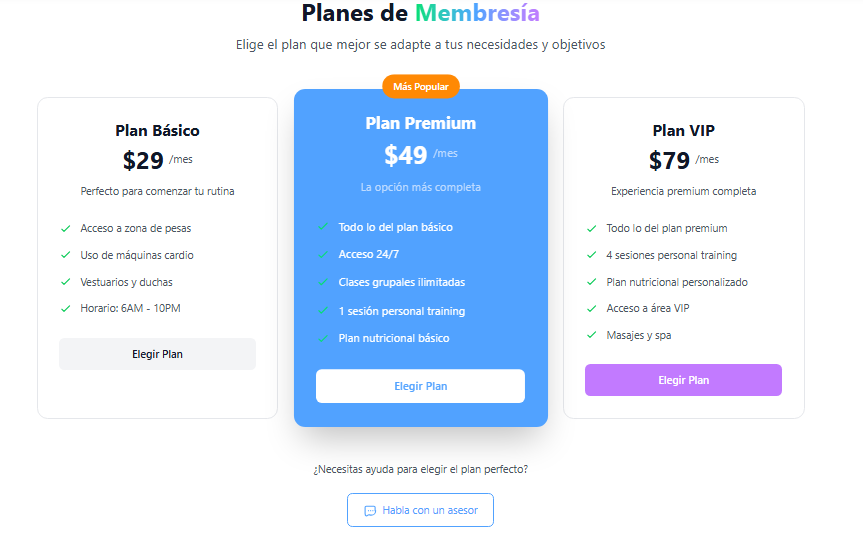 Planes de Membresía
Elige el plan que mejor se adapte a tus necesidades y objetivos
Plan Básico
$29 /mes
Perfecto para comenzar tu rutina
Acceso a zona de pesas
Uso de máquinas cardio
Vestuarios y duchas
Horario: 6AM - 10PM
Elegir Plan
Más Popular
Plan Premium
$49 /mes
La opción más completa
Todo lo del plan básico
Acceso 24/7
Clases grupales ilimitadas
1 sesión personal training
Plan nutricional básico
Elegir Plan
Plan VIP
$79 /mes
Experiencia premium completa
Todo lo del plan premium
4 sesiones personal training
Plan nutricional personalizado
Acceso a área VIP
Masajes y spa
Elegir Plan
¿Necesitas ayuda para elegir el plan perfecto?
Habla con un asesor